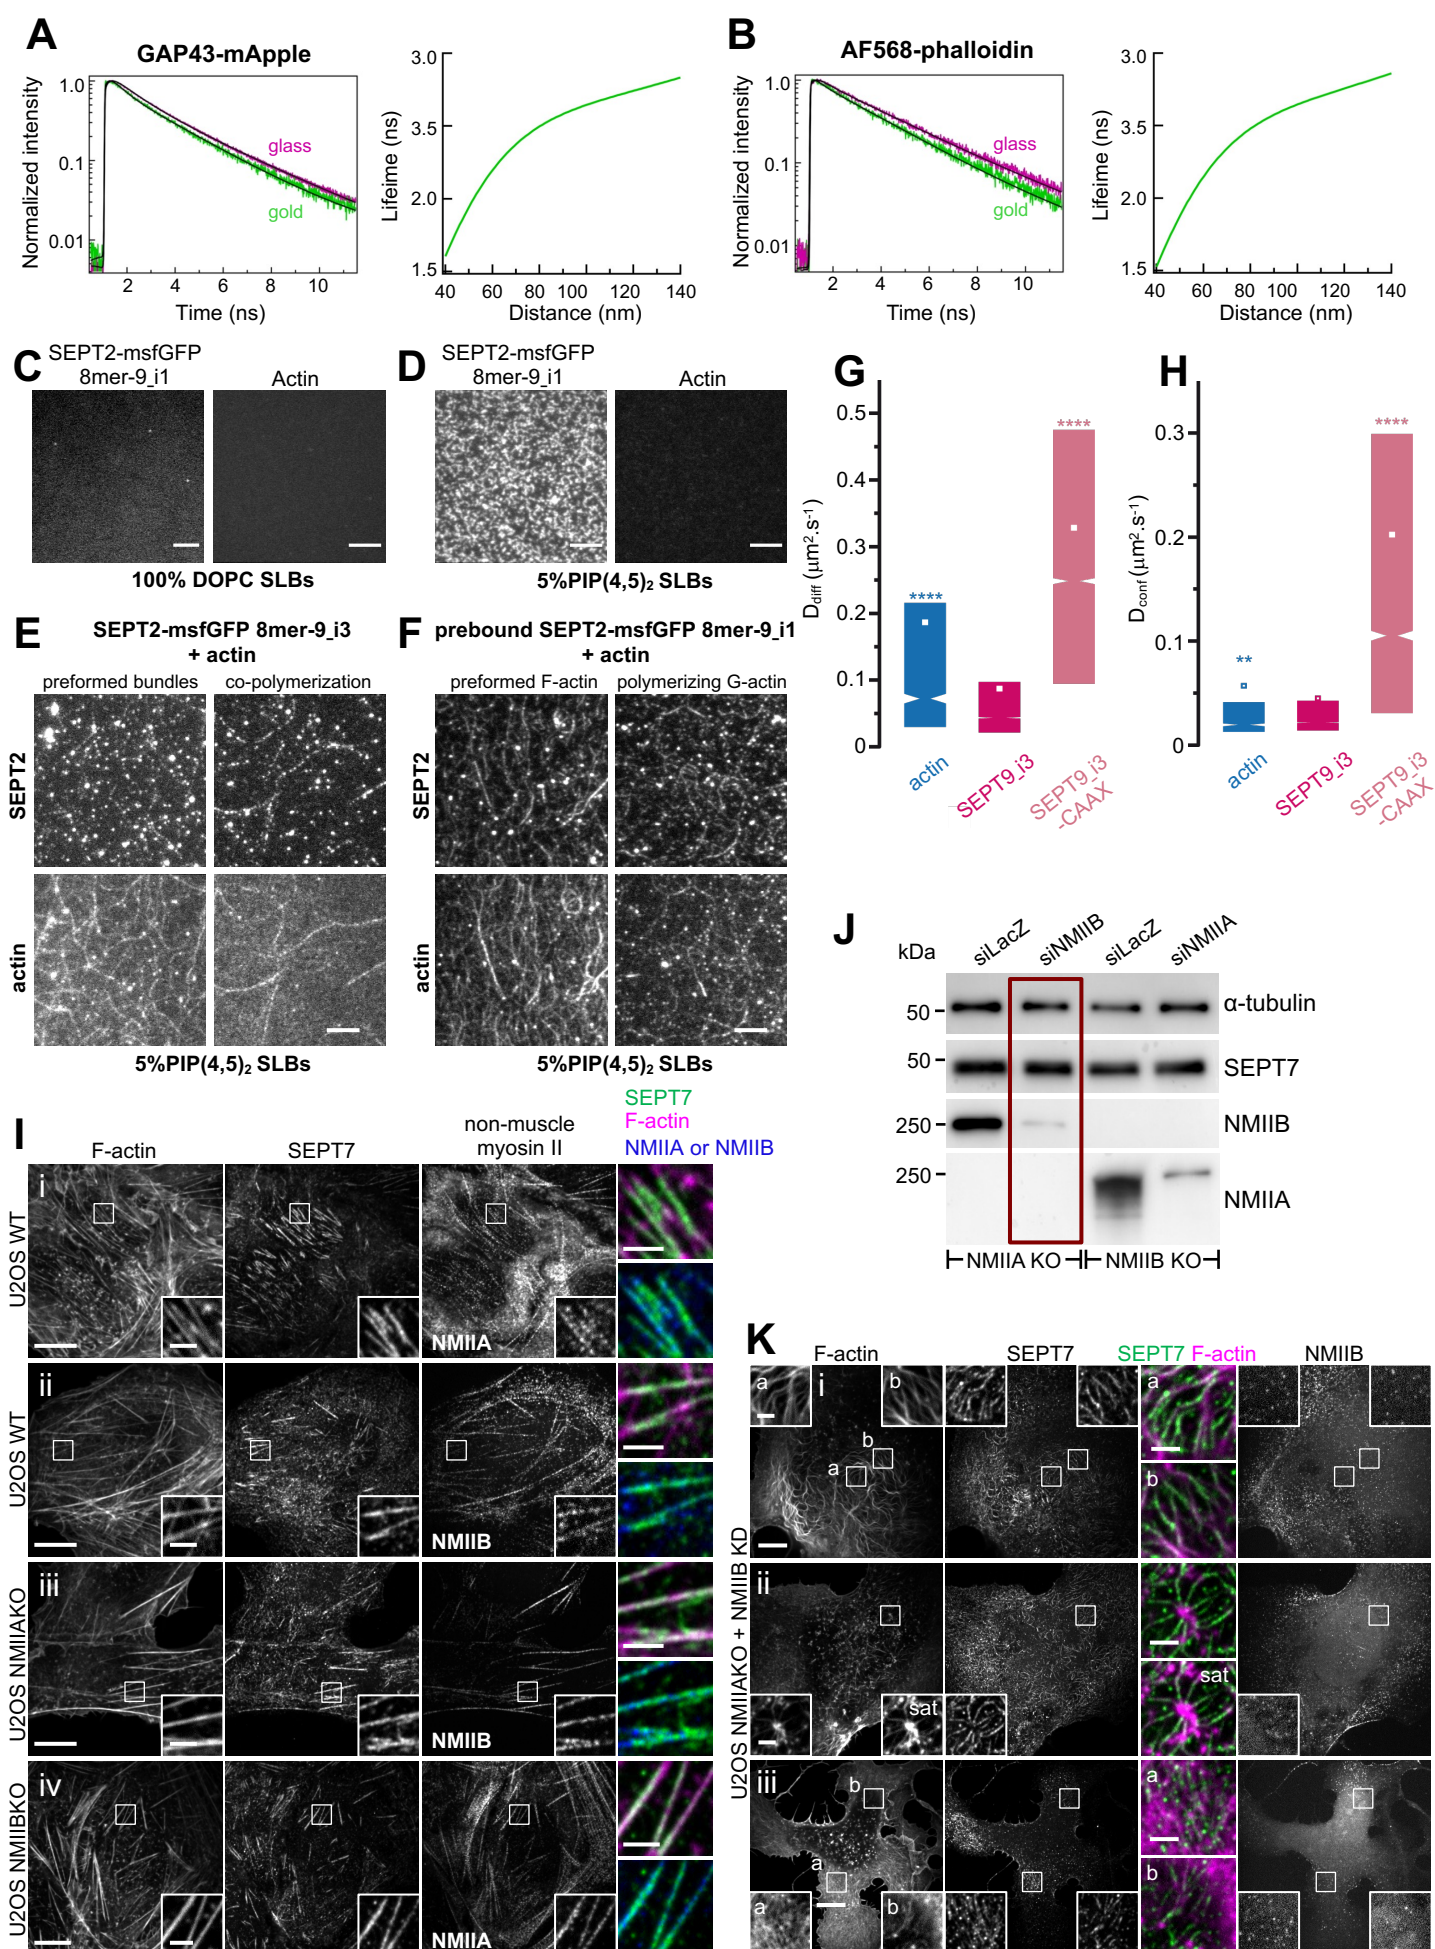 A
GAP43-mApple
Normalized intensity
1.0
0.1
0.01
glass
gold
2 4 6 8 10
Time (ns)
Lifeime (ns)
3.0
3.5
2.0
1.5
40 60 80 100 120 140
Distance (nm)
B
AF568-phalloidin
Normalized intensity
1.0
0.1
0.01
glass
gold
2 4 6 8 10
Time (ns)
Lifeime (ns)
3.0
3.5
2.0
1.5
40 60 80 100 120 140
Distance (nm)
C
SEPT2-msfGFP
8mer-9_i1
Actin
100% DOPC SLBs
D
SEPT2-msfGFP
8mer-9_i1
Actin
5%PIP(4,5)₂ SLBs
E
SEPT2-msfGFP 8mer-9_i3
+ actin
preformed bundles
co-polymerization
SEPT2
actin
5%PIP(4,5)₂ SLBs
F
prebound SEPT2-msfGFP 8mer-9_i1
+ actin
preformed F-actin
polymerizing G-actin
SEPT2
actin
5%PIP(4,5)₂ SLBs
G
Ddiff (μm².s⁻¹)
0.5
0.4
0.3
0.2
0.1
0
****
****
actin
SEPT9_i3
SEPT9_i3
-CAAX
H
Dconf (μm².s⁻¹)
0.3
0.2
0.1
0
**
****
actin
SEPT9_i3
SEPT9_i3
-CAAX
I
F-actin
SEPT7
non-muscle
myosin II
SEPT7
F-actin
NMIIA or NMIIB
U2OS WT
i
NMIIA
U2OS WT
ii
NMIIB
U2OS NMIIAKO
iii
NMIIB
U2OS NMIIBKO
iv
NMIIA
J
kDa
siLacZ
siNMIIB
siLacZ
siNMIIA
50
α-tubulin
50
SEPT7
250
NMIIB
250
NMIIA
NMIIA KO
NMIIB KO
K
F-actin
SEPT7
SEPT7 F-actin
NMIIB
U2OS NMIIAKO + NMIIB KD
a
i
b
b
a
a
b
ii
sat
sat
iii
b
a
a
b
a
b